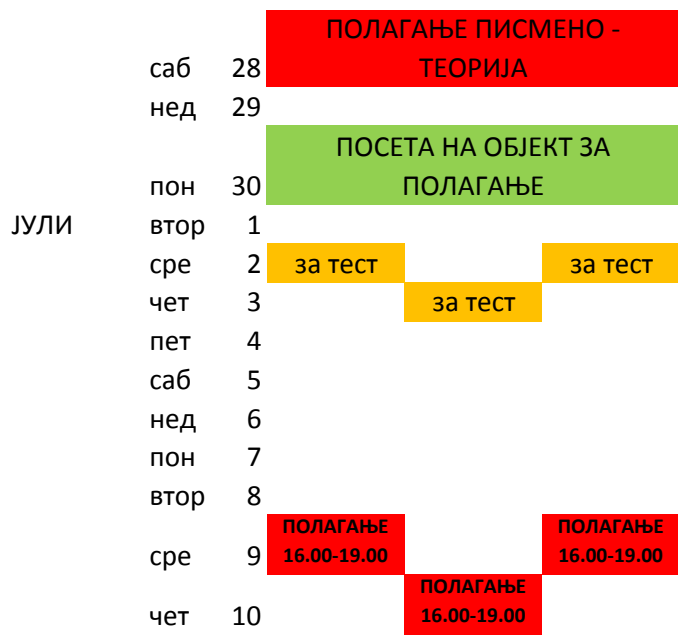 ПОЛАГАЊЕ ПИСМЕНО -
саб 28 ТЕОРИЈА
нед 29
ПОСЕТА НА ОБЈЕКТ ЗА
пон 30 ПОЛАГАЊЕ
ЈУЛИ втор 1
сре 2 за тест за тест
чет 3 за тест
пет 4
саб 5
нед 6
пон 7
втор 8
ПОЛАГАЊЕ ПОЛАГАЊЕ
сре 9 16.00-19.00 16.00-19.00
ПОЛАГАЊЕ
чет 10 16.00-19.00